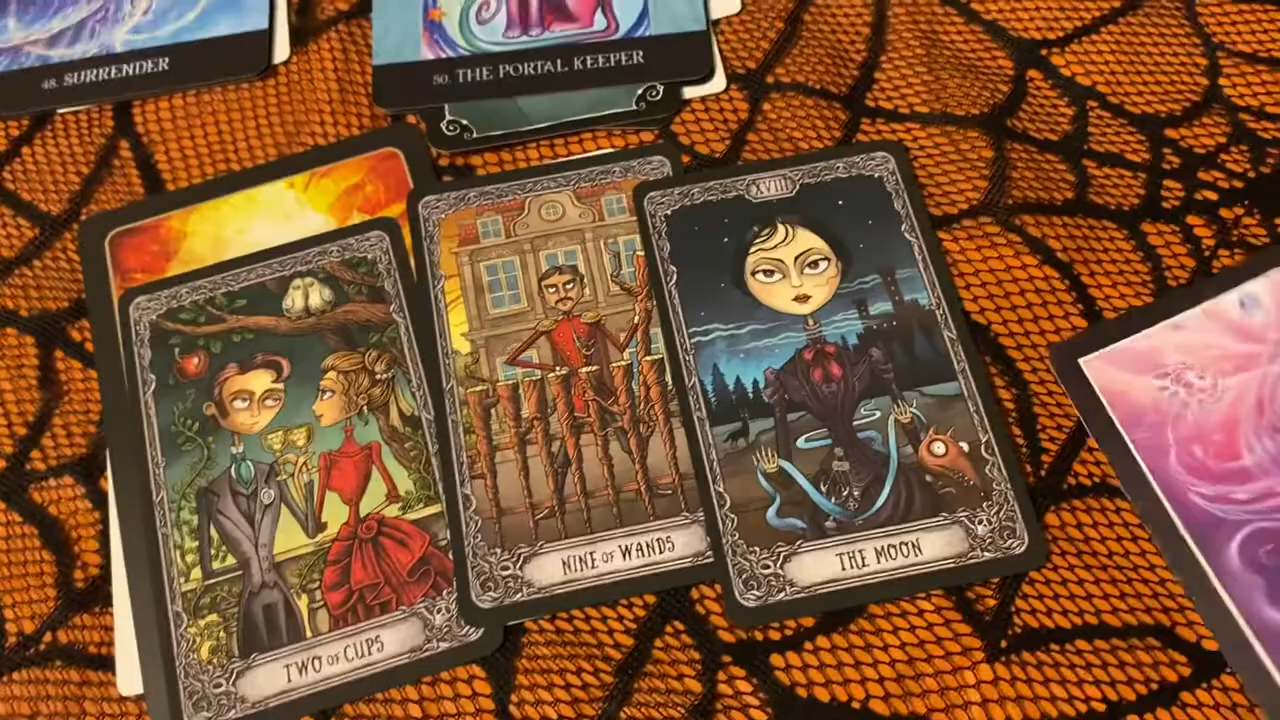 48. SURRENDER
50. THE PORTAL KEEPER
XVIII
TWO OF CUPS
NINE OF WANDS
THE MOON